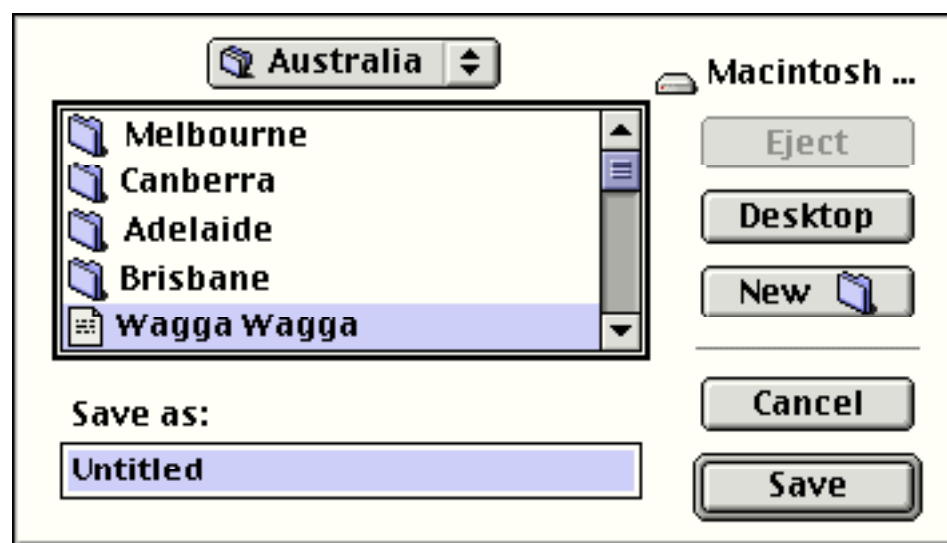 Australia
Macintosh ...
Melbourne
Canberra
Adelaide
Brisbane
Wagga Wagga
Eject
Desktop
New
Save as:
Untitled
Cancel
Save